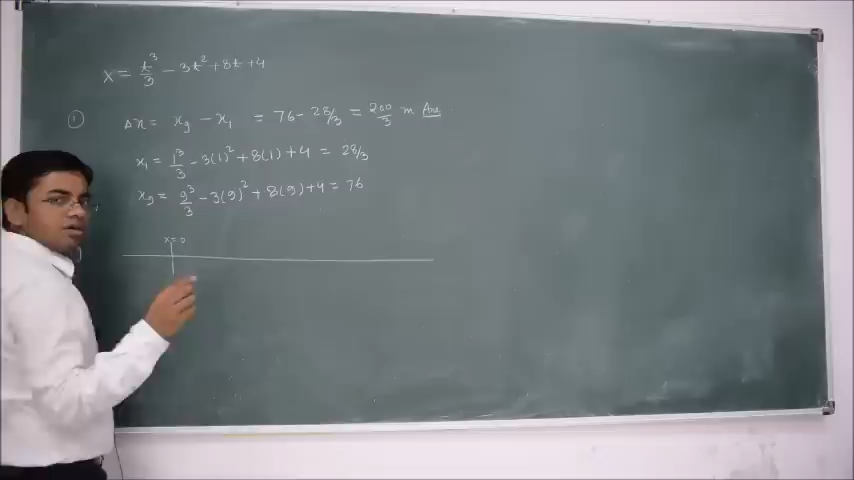 x = t³/3 - 3t² + 8t + 4
① Δx = x₉ - x₁ = 76 - 28/3 = 200/3 m Ans
x₁ = 1³/3 - 3(1)² + 8(1) + 4 = 28/3
x₉ = 9³/3 - 3(9)² + 8(9) + 4 = 76
x = 0